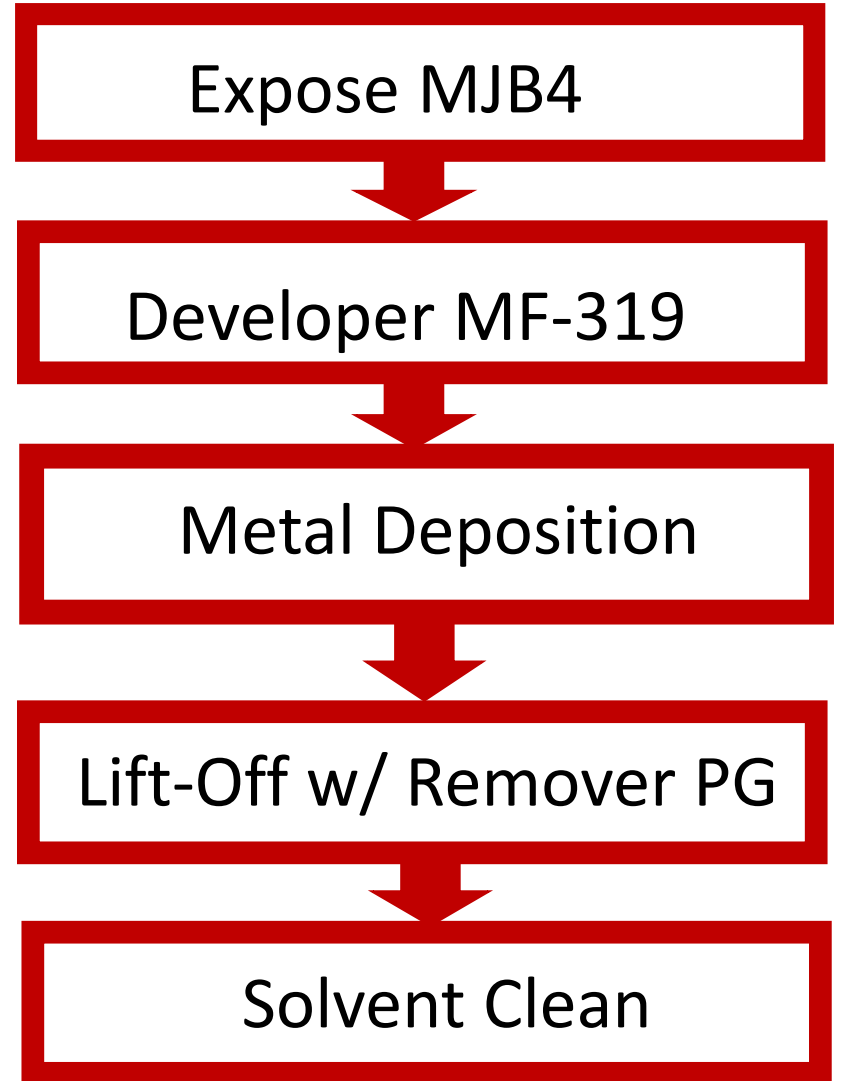 Expose MJB4
Developer MF-319
Metal Deposition
Lift-Off w/ Remover PG
Solvent Clean